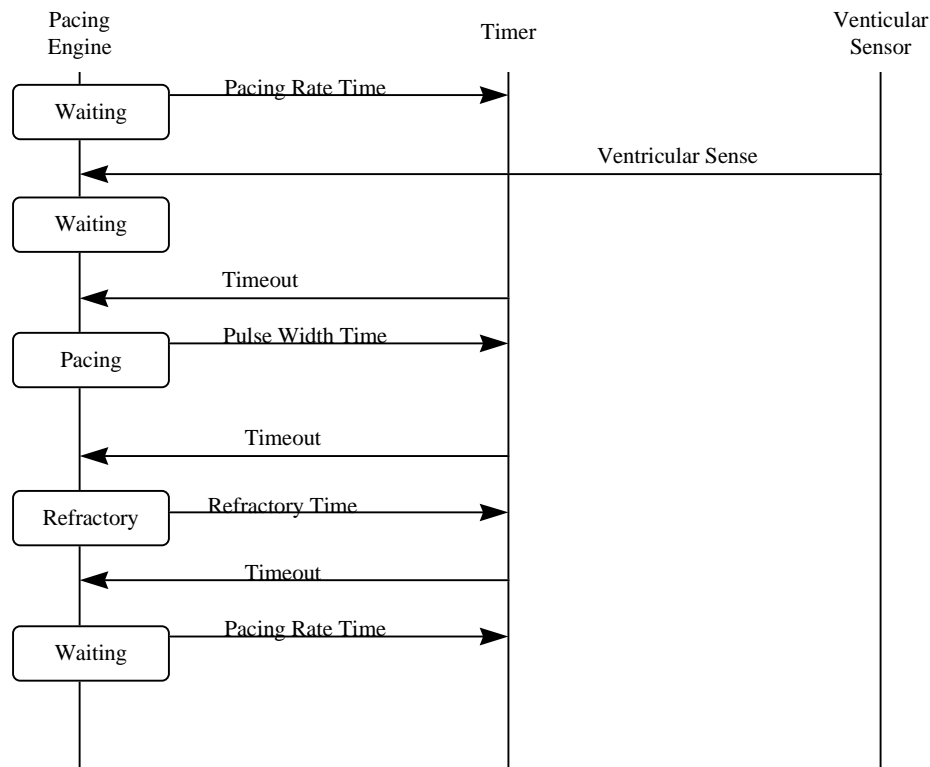 Pacing
Engine
Timer
Venticular
Sensor
Pacing Rate Time
Waiting
Ventricular Sense
Waiting
Timeout
Pulse Width Time
Pacing
Timeout
Refractory
Refractory Time
Timeout
Pacing Rate Time
Waiting